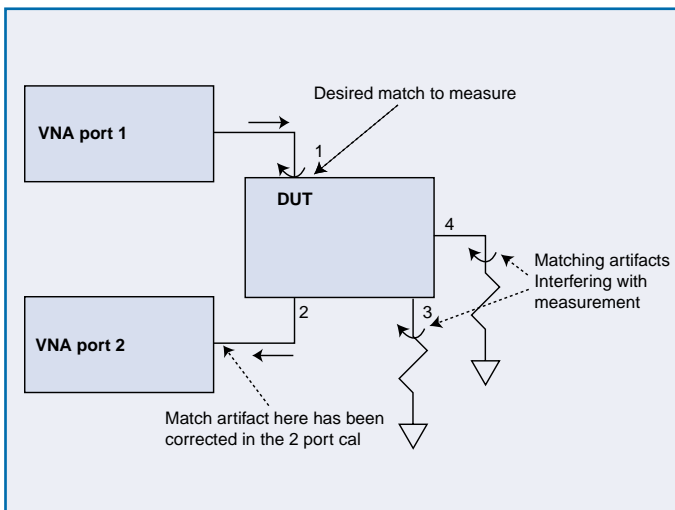 Desired match to measure
VNA port 1
1
DUT
4
Matching artifacts
Interfering with
measurement
2
3
VNA port 2
Match artifact here has been
corrected in the 2 port cal